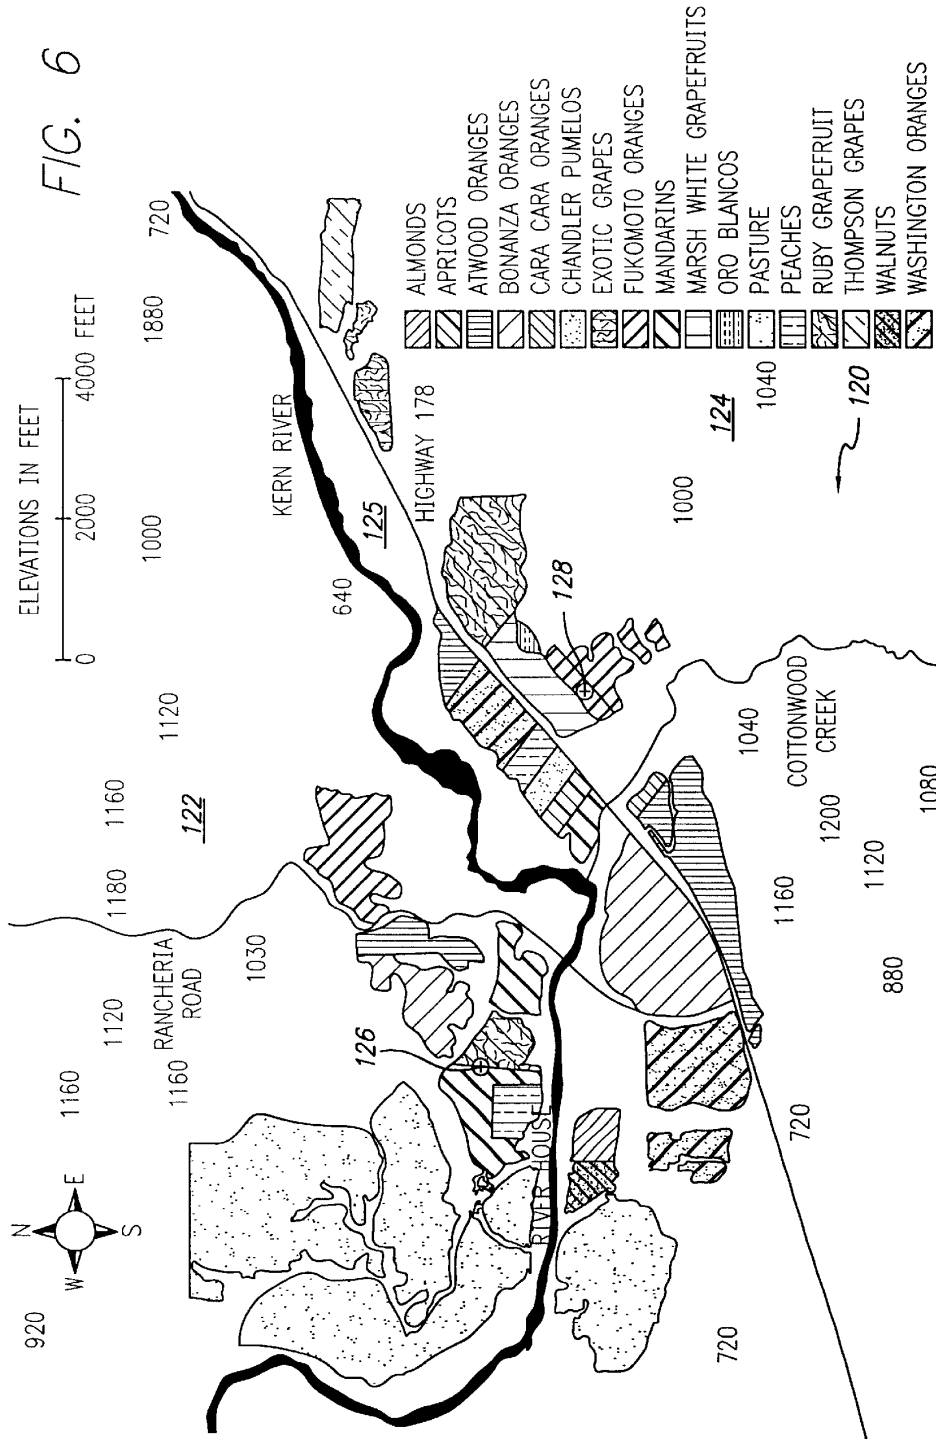 FIG. 6
ELEVATIONS IN FEET
0 2000 4000 FEET
N
W E
S
920
1160
1120
1180
1160
1120
1000
1880
720
122
1160
RANCHERIA
ROAD
1030
KERN RIVER
640
125
HIGHWAY 178
126
RIVER HOUSE
128
1000
124
1040
120
720
720
880
1160
1120
1200
1040
COTTONWOOD
CREEK
1080
ALMONDS
APRICOTS
ATWOOD ORANGES
BONANZA ORANGES
CARA CARA ORANGES
CHANDLER PUMELOS
EXOTIC GRAPES
FUKOMOTO ORANGES
MANDARINS
MARSH WHITE GRAPEFRUITS
ORO BLANCOS
PASTURE
PEACHES
RUBY GRAPEFRUIT
THOMPSON GRAPES
WALNUTS
WASHINGTON ORANGES